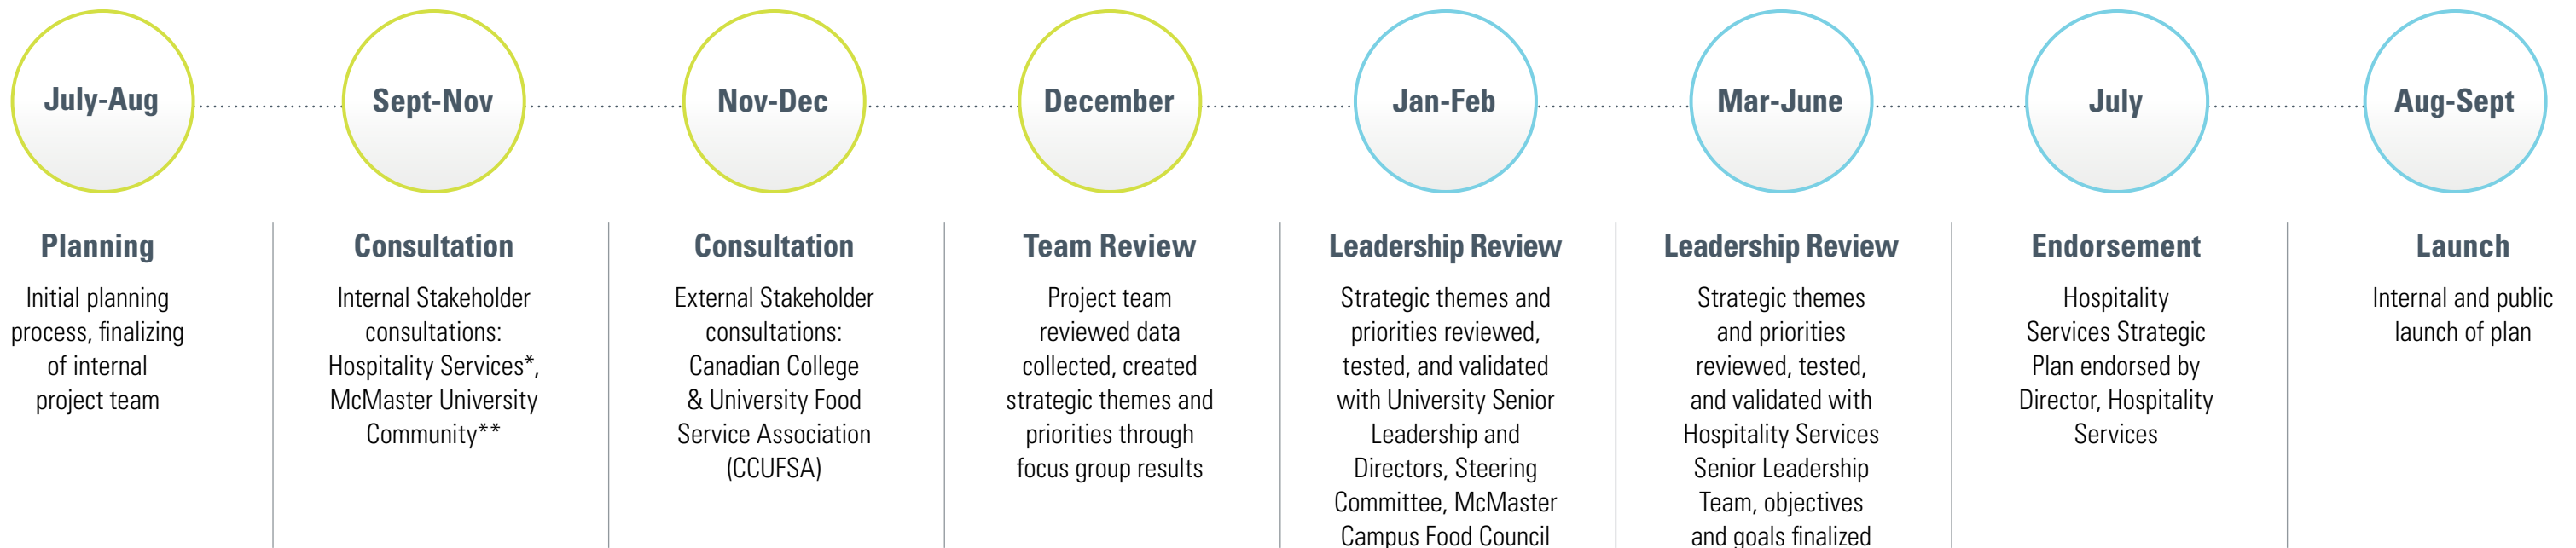 July-Aug
Sept-Nov
Nov-Dec
December
Jan-Feb
Mar-June
July
Aug-Sept
Planning
Initial planning
process, finalizing
of internal
project team
Consultation
Internal Stakeholder
consultations:
Hospitality Services*,
McMaster University
Community**
Consultation
External Stakeholder
consultations:
Canadian College
& University Food
Service Association
(CCUFSA)
Team Review
Project team
reviewed data
collected, created
strategic themes and
priorities through
focus group results
Leadership Review
Strategic themes and
priorities reviewed,
tested, and validated
with University Senior
Leadership and
Directors, Steering
Committee, McMaster
Campus Food Council
Leadership Review
Strategic themes
and priorities
reviewed, tested,
and validated with
Hospitality Services
Senior Leadership
Team, objectives
and goals finalized
Endorsement
Hospitality
Services Strategic
Plan endorsed by
Director, Hospitality
Services
Launch
Internal and public
launch of plan